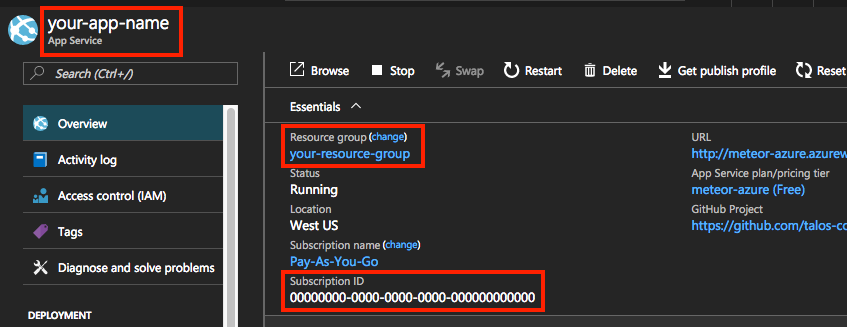 your-app-name
App Service
Search (Ctrl+/)
Overview
Activity log
Access control (IAM)
Tags
Diagnose and solve problems
DEPLOYMENT
Browse Stop Swap Restart Delete Get publish profile Reset
Essentials
Resource group (change)
your-resource-group
Status
Running
Location
West US
Subscription name (change)
Pay-As-You-Go
Subscription ID
00000000-0000-0000-0000-000000000000
URL
http://meteor-azure.azurew
App Service plan/pricing tier
meteor-azure (Free)
GitHub Project
https://github.com/talos-co